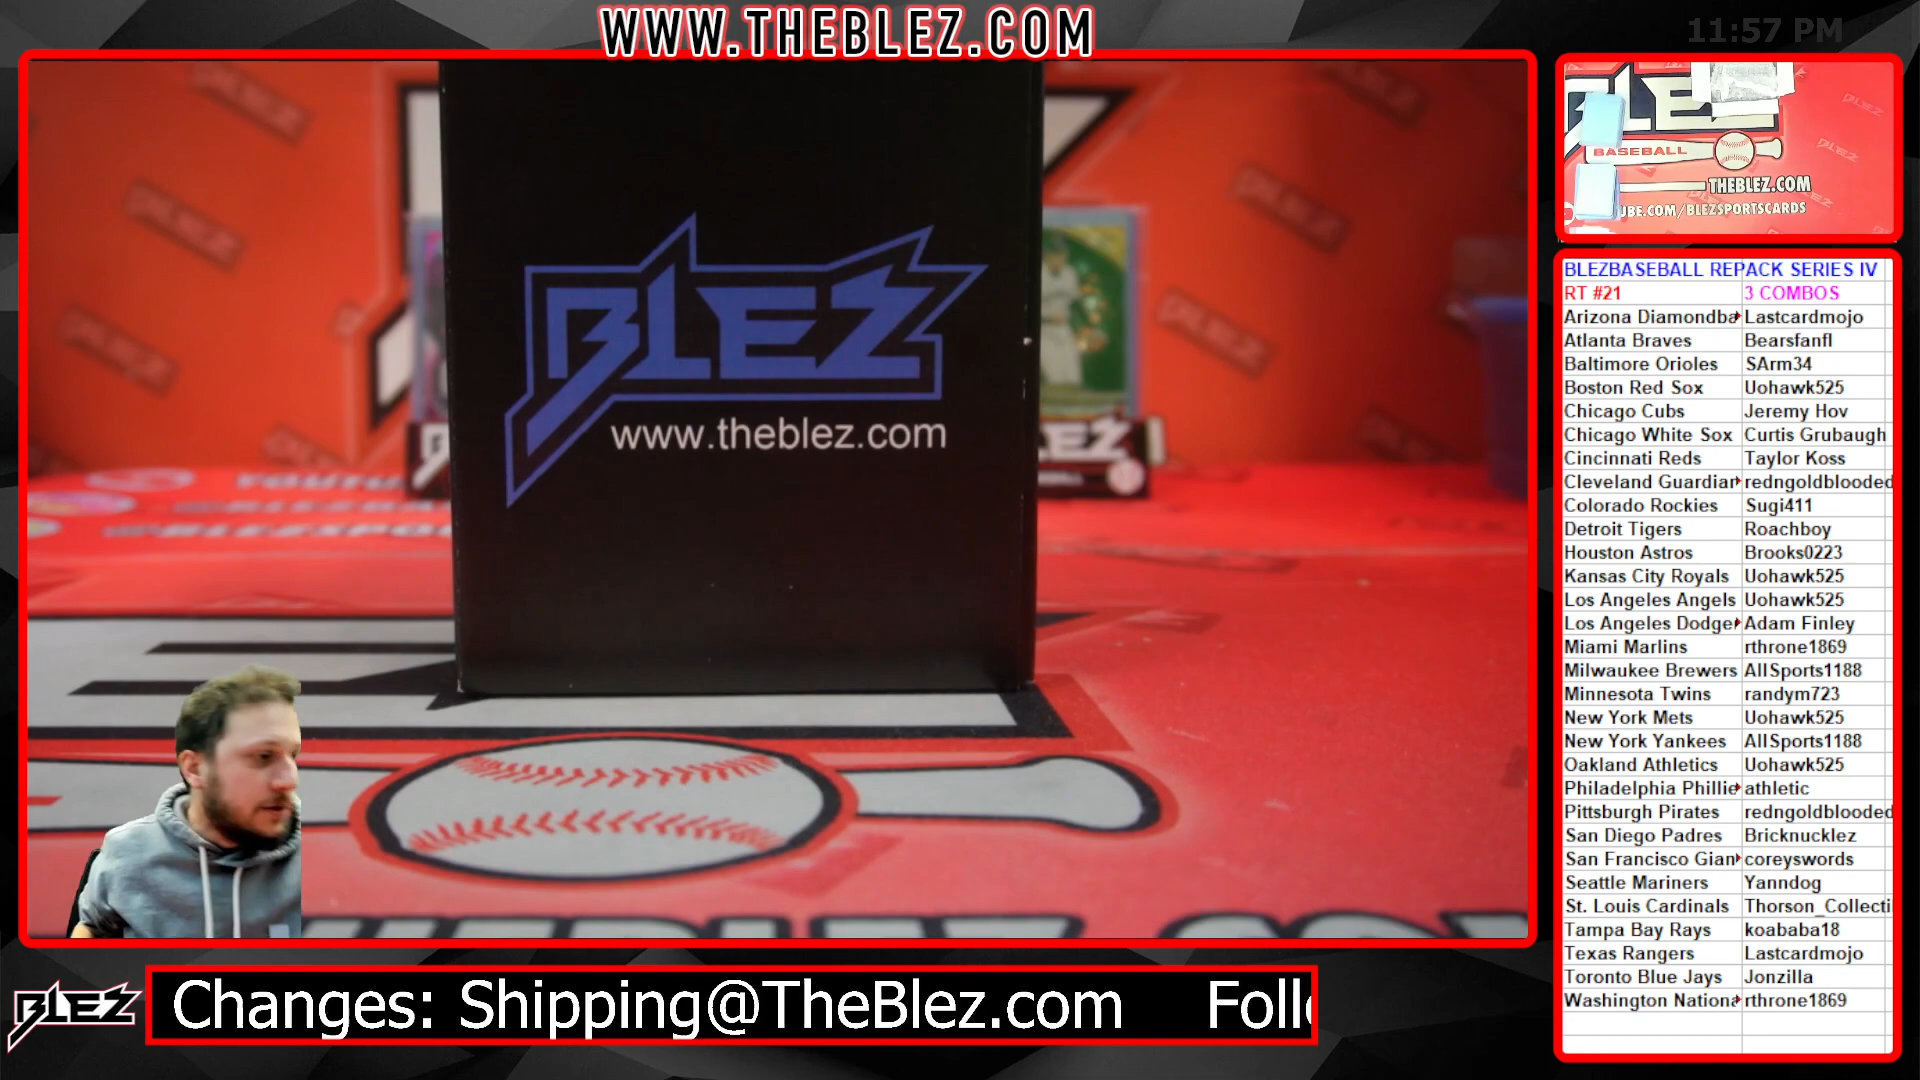 WWW.THEBLEZ.COM
11:57 PM
BLEZ
www.theblez.com
BLEZ
BASEBALL
THEBLEZ.COM
UBE.COM/BLEZSPORTSCARDS
BLEZBASEBALL REPACK SERIES IV
RT #21 3 COMBOS
Arizona Diamondba Lastcardmojo
Atlanta Braves Bearsfanfl
Baltimore Orioles SArm34
Boston Red Sox Uohawk525
Chicago Cubs Jeremy Hov
Chicago White Sox Curtis Grubaugh
Cincinnati Reds Taylor Koss
Cleveland Guardian redngoldblooded
Colorado Rockies Sugi411
Detroit Tigers Roachboy
Houston Astros Brooks0223
Kansas City Royals Uohawk525
Los Angeles Angels Uohawk525
Los Angeles Dodge Adam Finley
Miami Marlins rthrone1869
Milwaukee Brewers AllSports1188
Minnesota Twins randym723
New York Mets Uohawk525
New York Yankees AllSports1188
Oakland Athletics Uohawk525
Philadelphia Phillie athletic
Pittsburgh Pirates redngoldblooded
San Diego Padres Bricknucklez
San Francisco Gian coreyswords
Seattle Mariners Yanndog
St. Louis Cardinals Thorson_Collecti
Tampa Bay Rays koababa18
Texas Rangers Lastcardmojo
Toronto Blue Jays Jonzilla
Washington Nationa rthrone1869
BLEZ
Changes: Shipping@TheBlez.com Foll